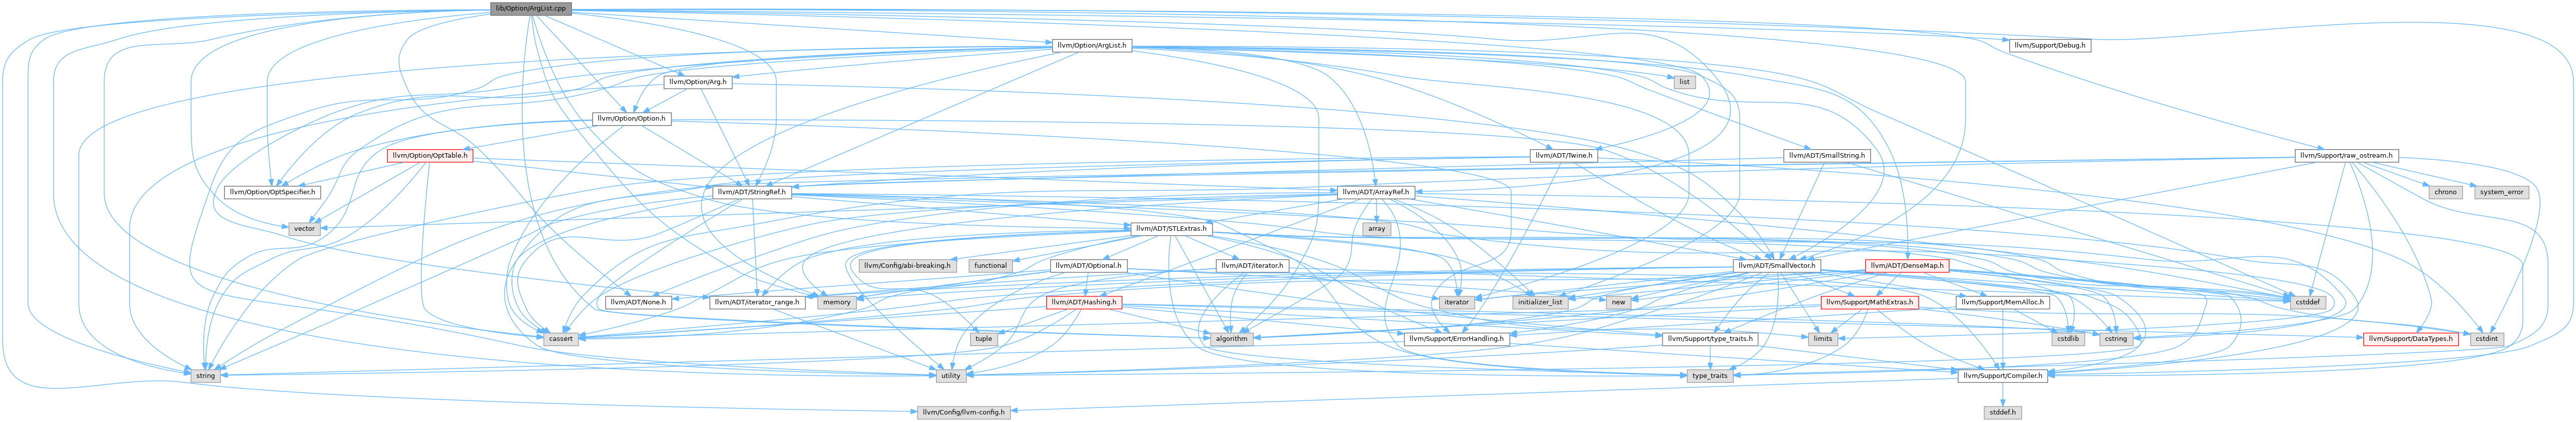 lib/Option/ArgList.cpp
llvm/Option/ArgList.h
llvm/Support/Debug.h
llvm/Option/Arg.h
list
llvm/Option/Option.h
llvm/Option/OptTable.h
llvm/ADT/Twine.h
llvm/ADT/SmallString.h
llvm/Support/raw_ostream.h
llvm/Option/OptSpecifier.h
llvm/ADT/StringRef.h
llvm/ADT/ArrayRef.h
chrono
system_error
vector
llvm/ADT/STLExtras.h
array
llvm/Config/abi-breaking.h
functional
llvm/ADT/Optional.h
llvm/ADT/iterator.h
llvm/ADT/SmallVector.h
llvm/ADT/DenseMap.h
llvm/ADT/None.h
llvm/ADT/iterator_range.h
memory
llvm/ADT/Hashing.h
iterator
initializer_list
new
llvm/Support/MathExtras.h
llvm/Support/MemAlloc.h
cstddef
cassert
tuple
algorithm
llvm/Support/ErrorHandling.h
limits
llvm/Support/type_traits.h
cstdlib
cstring
llvm/Support/DataTypes.h
cstdint
string
utility
type_traits
llvm/Support/Compiler.h
llvm/Config/llvm-config.h
stddef.h